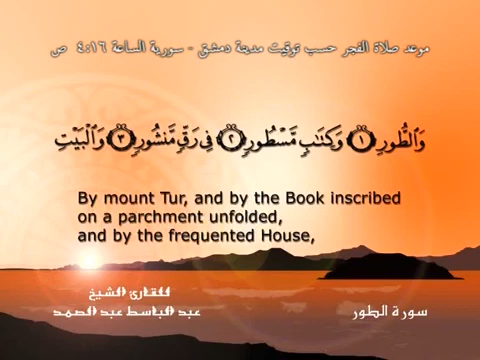 موعد صلاة الفجر حسب توقيت مدينة دمشق - سورية الساعة ٤:١٦ ص
وَٱلطُّورِ ۝١ وَكِتَٰبٍ مَّسْطُورٍ ۝٢ فِى رَقٍّ مَّنشُورٍ ۝٣ وَٱلْبَيْتِ
By mount Tur, and by the Book inscribed
on a parchment unfolded,
and by the frequented House,
للقارئ الشيخ
عبد الباسط عبد الصمد
سورة الطور